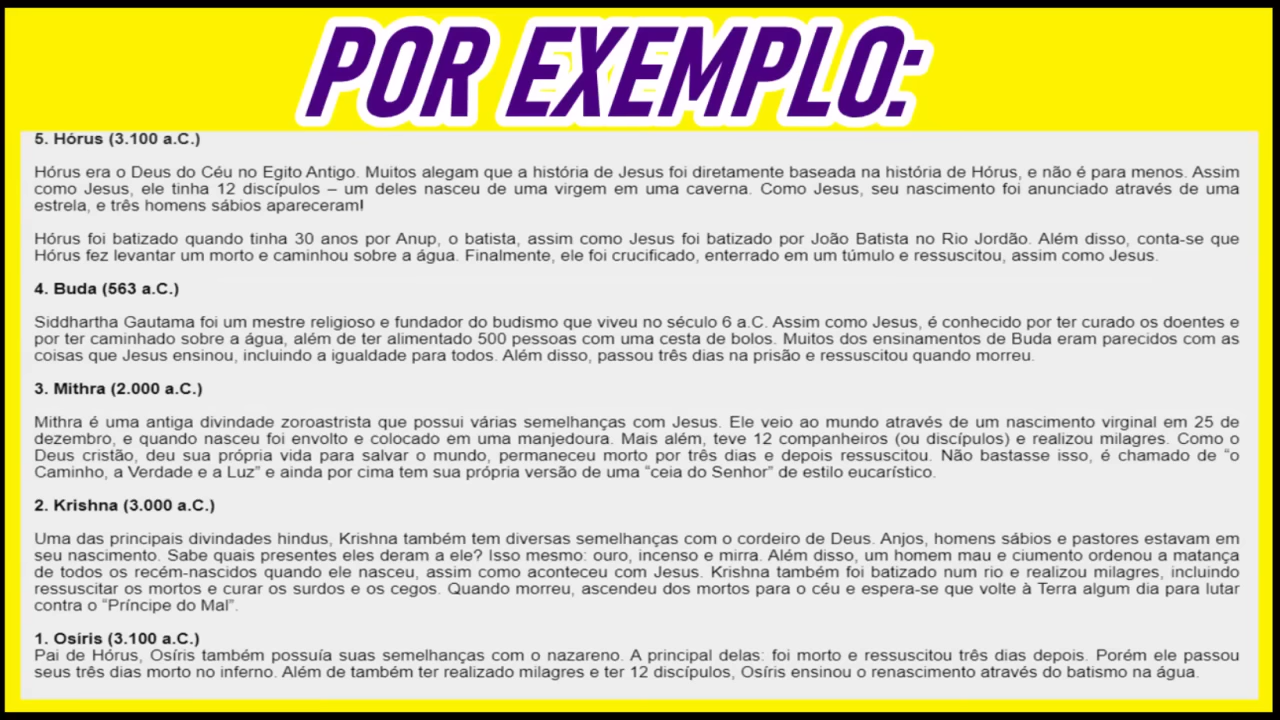 POR EXEMPLO:
5. Hórus (3.100 a.C.)
Hórus era o Deus do Céu no Egito Antigo. Muitos alegam que a história de Jesus foi diretamente baseada na história de Hórus, e não é para menos. Assim
como Jesus, ele tinha 12 discípulos – um deles nasceu de uma virgem em uma caverna. Como Jesus, seu nascimento foi anunciado através de uma
estrela, e três homens sábios apareceram!
Hórus foi batizado quando tinha 30 anos por Anup, o batista, assim como Jesus foi batizado por João Batista no Rio Jordão. Além disso, conta-se que
Hórus fez levantar um morto e caminhou sobre a água. Finalmente, ele foi crucificado, enterrado em um túmulo e ressuscitou, assim como Jesus.
4. Buda (563 a.C.)
Siddhartha Gautama foi um mestre religioso e fundador do budismo que viveu no século 6 a.C. Assim como Jesus, é conhecido por ter curado os doentes e
por ter caminhado sobre a água, além de ter alimentado 500 pessoas com uma cesta de bolos. Muitos dos ensinamentos de Buda eram parecidos com as
coisas que Jesus ensinou, incluindo a igualdade para todos. Além disso, passou três dias na prisão e ressuscitou quando morreu.
3. Mithra (2.000 a.C.)
Mithra é uma antiga divindade zoroastrista que possui várias semelhanças com Jesus. Ele veio ao mundo através de um nascimento virginal em 25 de
dezembro, e quando nasceu foi envolto e colocado em uma manjedoura. Mais além, teve 12 companheiros (ou discípulos) e realizou milagres. Como o
Deus cristão, deu sua própria vida para salvar o mundo, permaneceu morto por três dias e depois ressuscitou. Não bastasse isso, é chamado de “o
Caminho, a Verdade e a Luz” e ainda por cima tem sua própria versão de uma “ceia do Senhor” de estilo eucarístico.
2. Krishna (3.000 a.C.)
Uma das principais divindades hindus, Krishna também tem diversas semelhanças com o cordeiro de Deus. Anjos, homens sábios e pastores estavam em
seu nascimento. Sabe quais presentes eles deram a ele? Isso mesmo: ouro, incenso e mirra. Além disso, um homem mau e ciumento ordenou a matança
de todos os recém-nascidos quando ele nasceu, assim como aconteceu com Jesus. Krishna também foi batizado num rio e realizou milagres, incluindo
ressuscitar os mortos e curar os surdos e os cegos. Quando morreu, ascendeu dos mortos para o céu e espera-se que volte à Terra algum dia para lutar
contra o “Príncipe do Mal”.
1. Osíris (3.100 a.C.)
Pai de Hórus, Osíris também possuía suas semelhanças com o nazareno. A principal delas: foi morto e ressuscitou três dias depois. Porém ele passou
seus três dias morto no inferno. Além de também ter realizado milagres e ter 12 discípulos, Osíris ensinou o renascimento através do batismo na água.